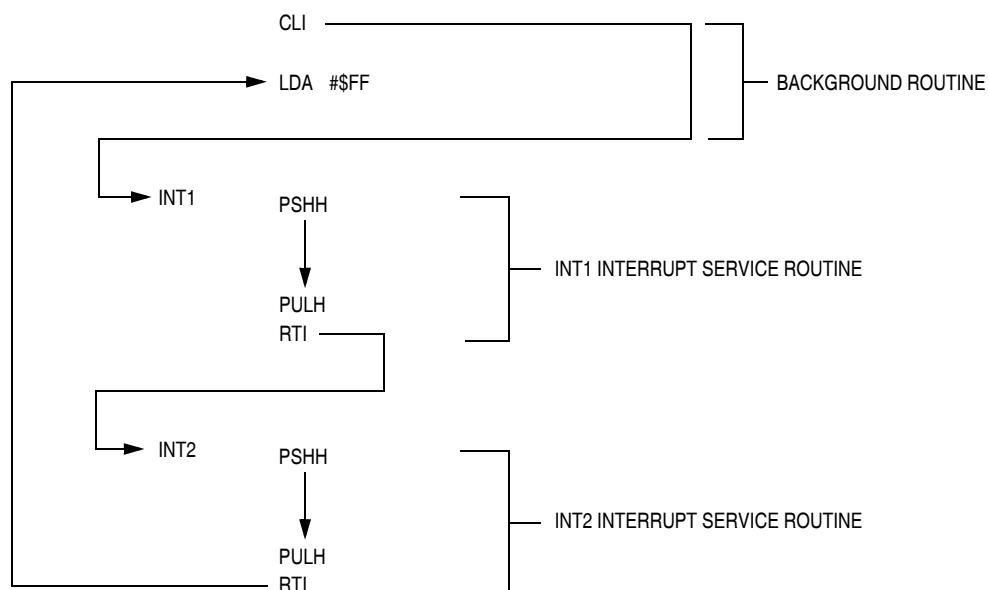 CLI
LDA #$FF
BACKGROUND ROUTINE
INT1
PSHH
INT1 INTERRUPT SERVICE ROUTINE
PULH
RTI
INT2
PSHH
INT2 INTERRUPT SERVICE ROUTINE
PULH
RTI